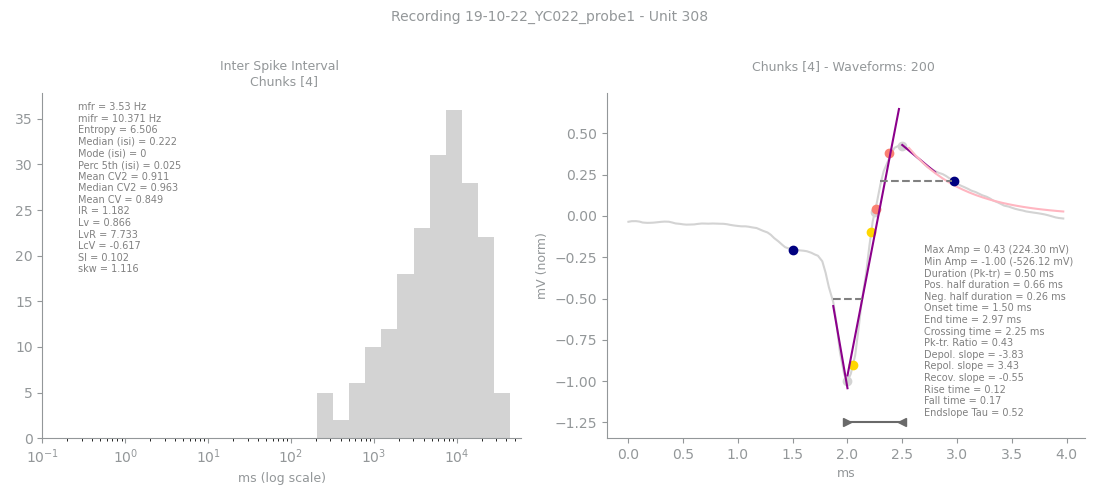 Recording 19-10-22_YC022_probe1 - Unit 308
Inter Spike Interval
Chunks [4]
mfr = 3.53 Hz
mifr = 10.371 Hz
Entropy = 6.506
Median (isi) = 0.222
Mode (isi) = 0
Perc 5th (isi) = 0.025
Mean CV2 = 0.911
Median CV2 = 0.963
Mean CV = 0.849
IR = 1.182
Lv = 0.866
LvR = 7.733
LcV = -0.617
SI = 0.102
skw = 1.116
35
30
25
20
15
10
5
0
10⁻¹ 10⁰ 10¹ 10² 10³ 10⁴
ms (log scale)
Chunks [4] - Waveforms: 200
mV (norm)
0.50
0.25
0.00
−0.25
−0.50
−0.75
−1.00
−1.25
Max Amp = 0.43 (224.30 mV)
Min Amp = -1.00 (-526.12 mV)
Duration (Pk-tr) = 0.50 ms
Pos. half duration = 0.66 ms
Neg. half duration = 0.26 ms
Onset time = 1.50 ms
End time = 2.97 ms
Crossing time = 2.25 ms
Pk-tr. Ratio = 0.43
Depol. slope = -3.83
Repol. slope = 3.43
Recov. slope = -0.55
Rise time = 0.12
Fall time = 0.17
Endslope Tau = 0.52
0.0 0.5 1.0 1.5 2.0 2.5 3.0 3.5 4.0
ms